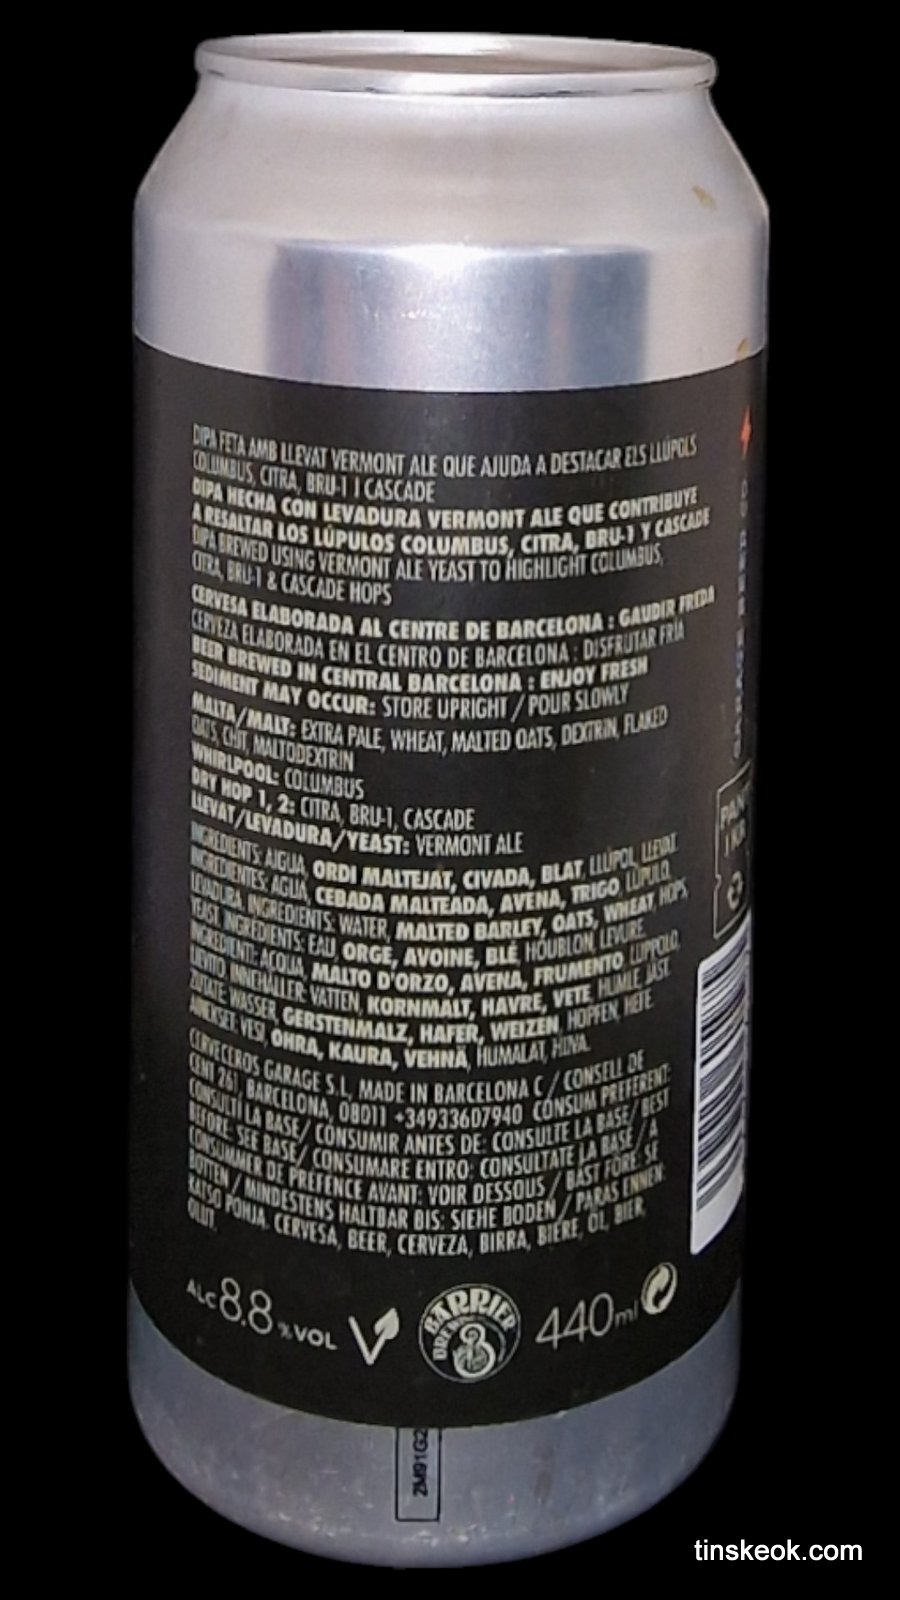 DIPA FETA AMB LLEVAT VERMONT ALE QUE AJUDA A DESTACAR ELS LLÚPOLS
COLUMBUS, CITRA, BRU-1 I CASCADE
DIPA HECHA CON LEVADURA VERMONT ALE QUE CONTRIBUYE
A RESALTAR LOS LÚPULOS COLUMBUS, CITRA, BRU-1 Y CASCADE
DIPA BREWED USING VERMONT ALE YEAST TO HIGHLIGHT COLUMBUS,
CITRA, BRU-1 & CASCADE HOPS
CERVESA ELABORADA AL CENTRE DE BARCELONA : GAUDIR FREDA
CERVEZA ELABORADA EN EL CENTRO DE BARCELONA : DISFRUTAR FRÍA
BEER BREWED IN CENTRAL BARCELONA : ENJOY FRESH
SEDIMENT MAY OCCUR: STORE UPRIGHT / POUR SLOWLY
MALTA/MALT: EXTRA PALE, WHEAT, MALTED OATS, DEXTRIN, FLAKED
OATS, CHIT, MALTODEXTRIN
WHIRLPOOL: COLUMBUS
DRY HOP 1, 2: CITRA, BRU-1, CASCADE
LLEVAT/LEVADURA/YEAST: VERMONT ALE
INGREDIENTS: AIGUA, ORDI MALTEJAT, CIVADA, BLAT, LLÚPOL, LLEVAT.
INGREDIENTES: AGUA, CEBADA MALTEADA, AVENA, TRIGO, LÚPULO,
LEVADURA. INGREDIENTS: WATER, MALTED BARLEY, OATS, WHEAT, HOPS,
YEAST. INGREDIENTS: EAU, ORGE, AVOINE, BLÉ, HOUBLON, LEVURE.
INGREDIENTI: ACQUA, MALTO D'ORZO, AVENA, FRUMENTO, LUPPOLO,
LIEVITO. INNEHÅLLER: VATTEN, KORNMALT, HAVRE, VETE, HUMLE, JÄST.
ZUTATE: WASSER, GERSTENMALZ, HAFER, WEIZEN, HOPFEN, HEFE.
AINEKSET: VESI, OHRA, KAURA, VEHNÄ, HUMALAT, HIIVA.
CERVECEROS GARAGE S.L, MADE IN BARCELONA C/ CONSELL DE
CENT 261, BARCELONA, 08011 +34933607940 CONSUM PREFERENT:
CONSULTI LA BASE/ CONSUMIR ANTES DE: CONSULTE LA BASE/ BEST
BEFORE: SEE BASE/ CONSUMARE ENTRO: CONSULTATE LA BASE / A
CONSUMMER DE PREFENCE AVANT: VOIR DESSOUS / BÄST FÖRE: SE
BOTTEN / MINDESTENS HALTBAR BIS: SIEHE BODEN / PARAS ENNEN:
KATSO POHJA. CERVESA, BEER, CERVEZA, BIRRA, BIÈRE, ÖL, BIER,
OLUT.
ALC 8.8 % VOL
V
BARRIER
BREW
440ml
GARAGE BEER CO
2M91G2
tinskeok.com